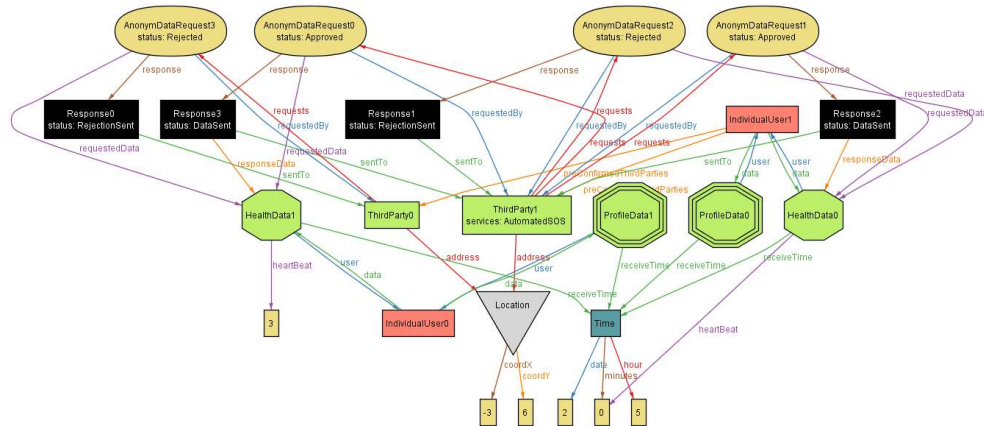 AnonymDataRequest3
status: Rejected
AnonymDataRequest0
status: Approved
AnonymDataRequest2
status: Rejected
AnonymDataRequest1
status: Approved
response
response
response
response
requestedData
requests
requests
requestedData
Response0
status: RejectionSent
Response3
status: DataSent
Response1
status: RejectionSent
IndividualUser1
Response2
status: DataSent
requestedBy
requestedBy
requestedBy
requestedBy
requests
requests
requestedData
requestedData
responseData
sentTo
sentTo
sentTo
sentTo
preConfirmedThirdParties
user
data
user
data
responseData
HealthData1
ThirdParty0
ThirdParty1
services: AutomatedSOS
ProfileData1
ProfileData0
HealthData0
user
data
address
address
user
data
receiveTime
receiveTime
receiveTime
receiveTime
heartBeat
heartBeat
3
IndividualUser0
Location
Time
coordX
coordY
date
minutes
hour
-3
6
2
0
5